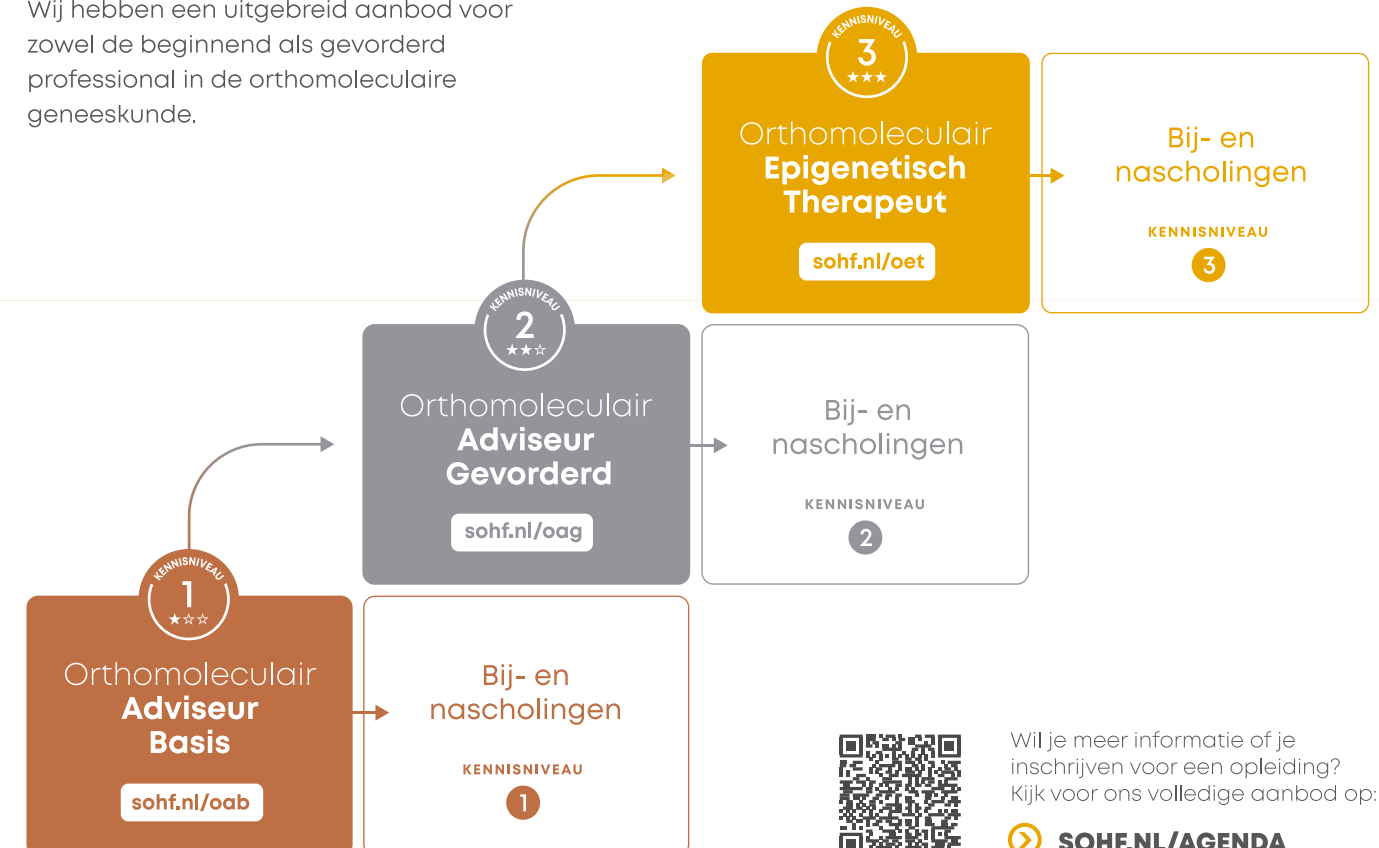 Wij hebben een uitgebreid aanbod voor
zowel de beginnend als gevorderd
professional in de orthomoleculaire
geneeskunde.
KENNISNIVEAU
3
Orthomoleculair
Epigenetisch
Therapeut
sohf.nl/oet
Bij- en
nascholingen
KENNISNIVEAU
3
KENNISNIVEAU
2
Orthomoleculair
Adviseur
Gevorderd
sohf.nl/oag
Bij- en
nascholingen
KENNISNIVEAU
2
KENNISNIVEAU
1
Orthomoleculair
Adviseur
Basis
sohf.nl/oab
Bij- en
nascholingen
KENNISNIVEAU
1
Wil je meer informatie of je
inschrijven voor een opleiding?
Kijk voor ons volledige aanbod op:
SOHF.NL/AGENDA